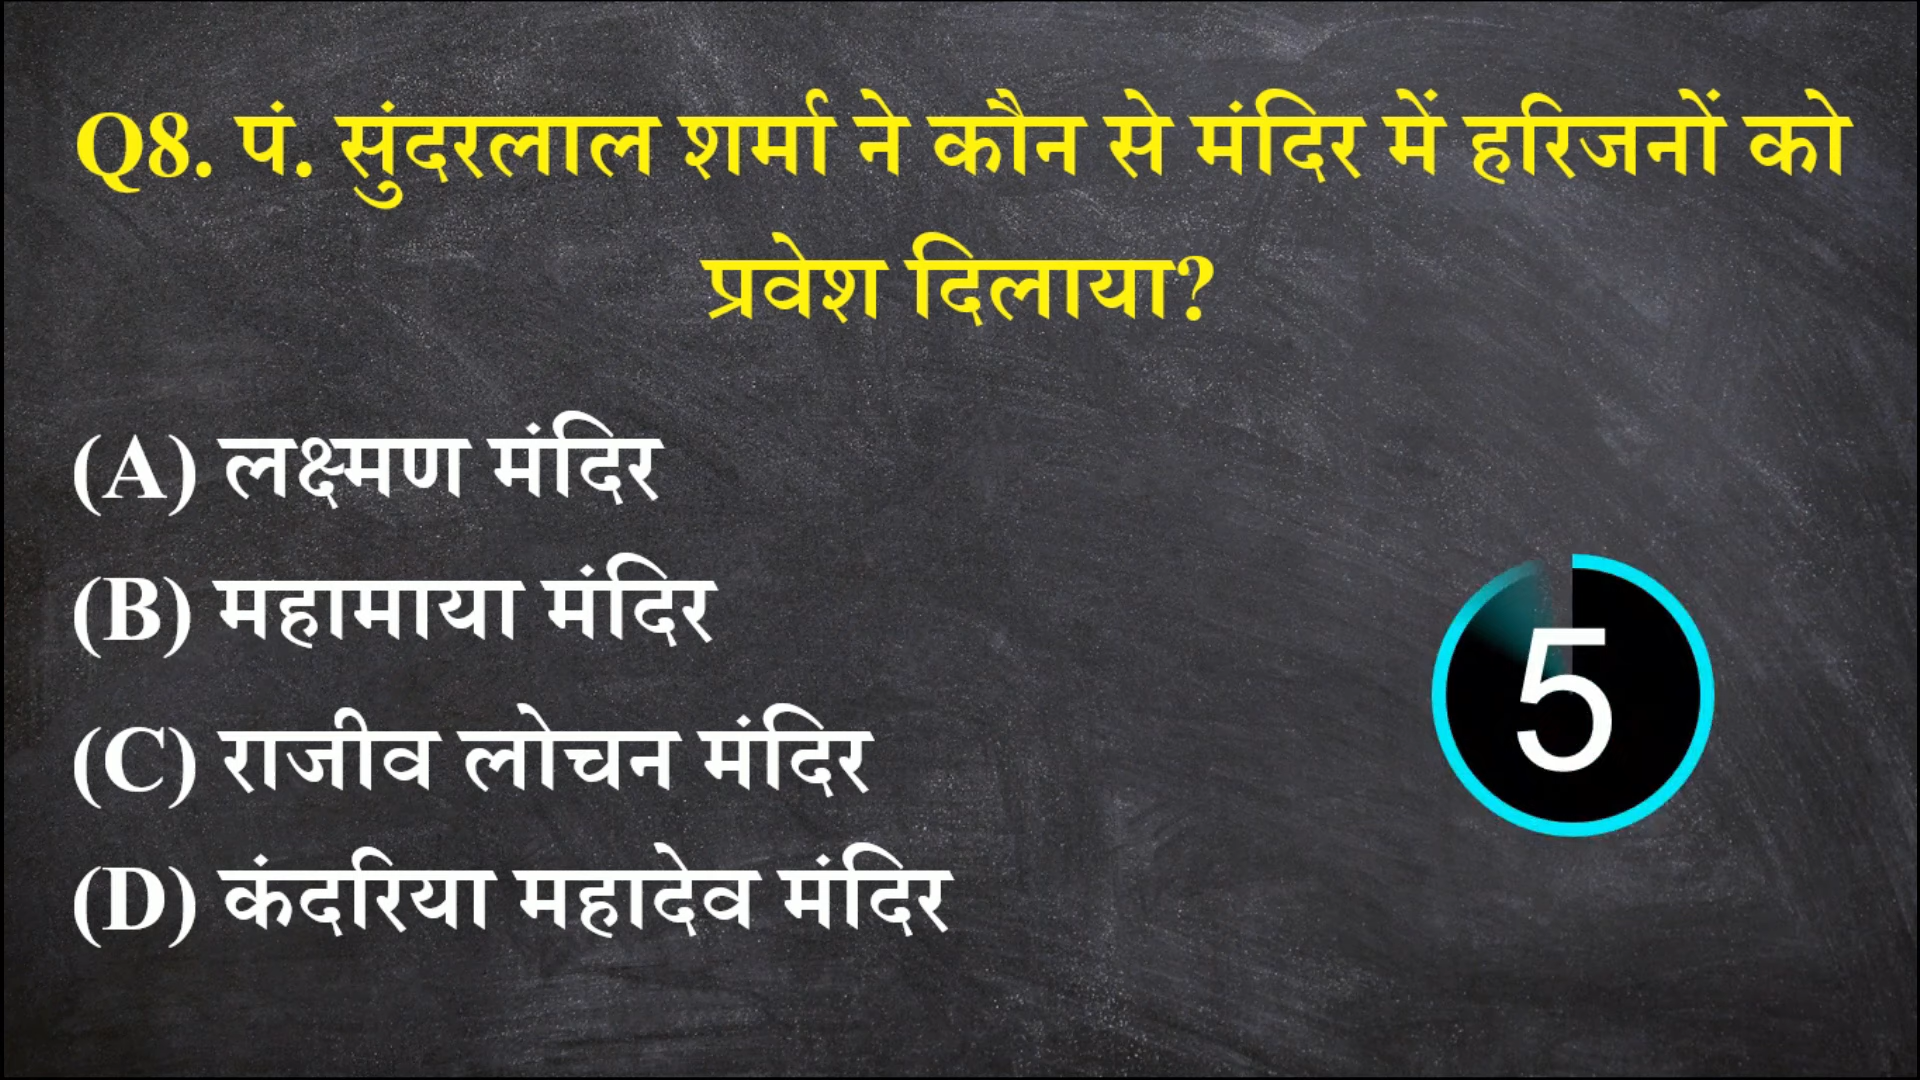 Q8. पं. सुंदरलाल शर्मा ने कौन से मंदिर में हरिजनों को
प्रवेश दिलाया?
(A) लक्ष्मण मंदिर
(B) महामाया मंदिर
(C) राजीव लोचन मंदिर
(D) कंदरिया महादेव मंदिर
5